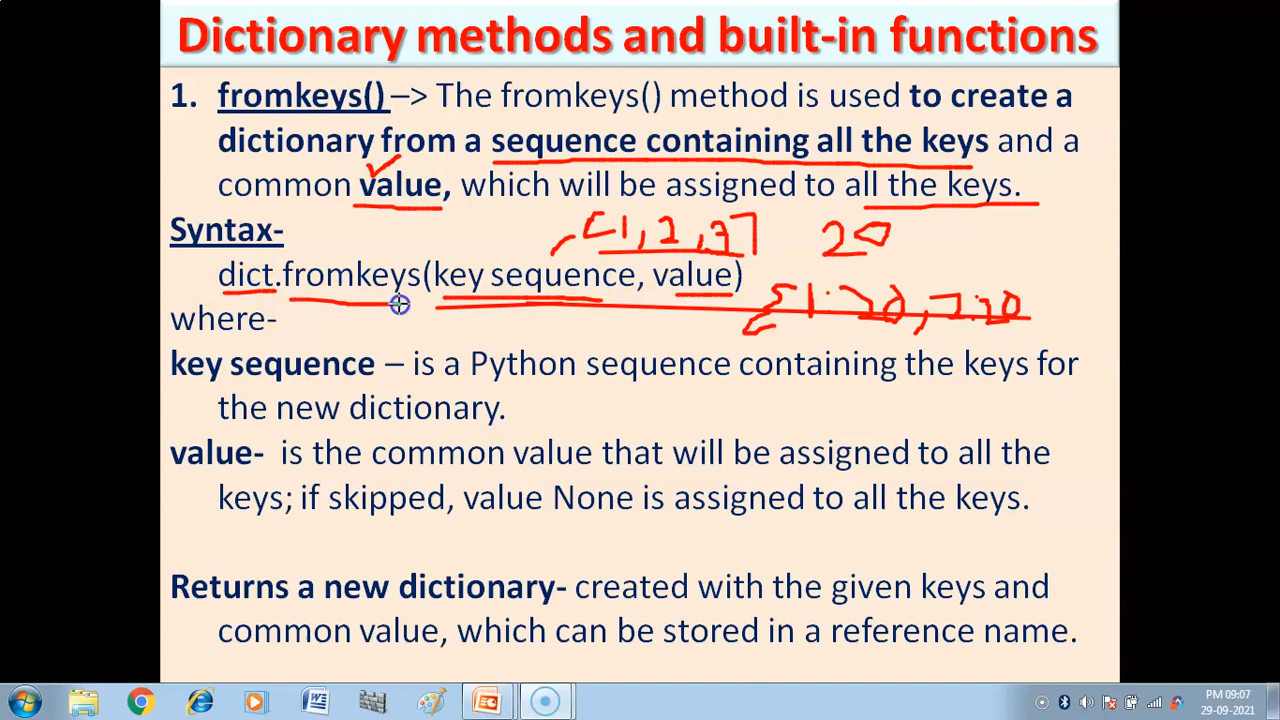 Dictionary methods and built-in functions
1. fromkeys() –> The fromkeys() method is used to create a
dictionary from a sequence containing all the keys and a
common value, which will be assigned to all the keys.
Syntax-
[1,2,3] 20
dict.fromkeys(key sequence, value)
{1:20, 2:20
where-
key sequence – is a Python sequence containing the keys for
the new dictionary.
value- is the common value that will be assigned to all the
keys; if skipped, value None is assigned to all the keys.
Returns a new dictionary- created with the given keys and
common value, which can be stored in a reference name.
PM 09:07
29-09-2021